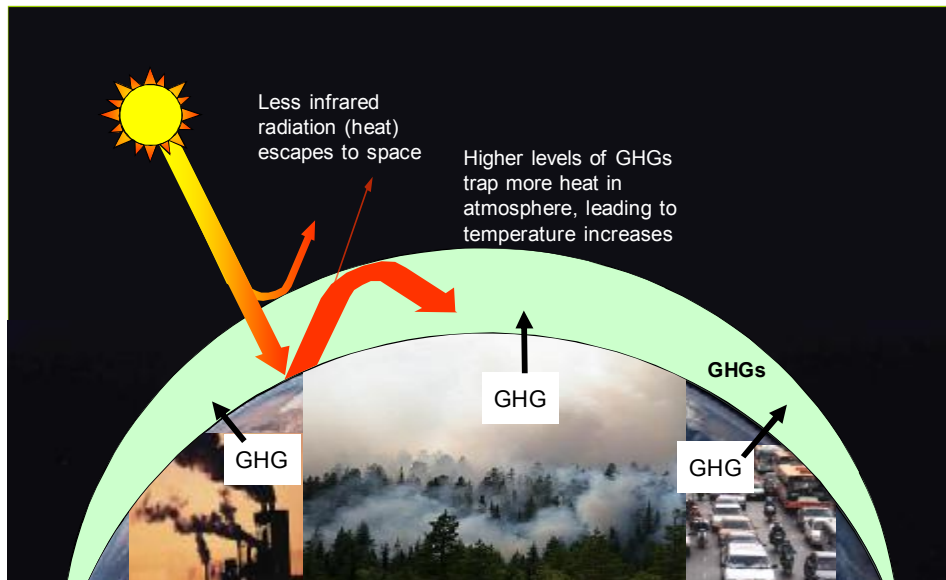 Less infrared
radiation (heat)
escapes to space
Higher levels of GHGs
trap more heat in
atmosphere, leading to
temperature increases
GHGs
GHG
GHG
GHG